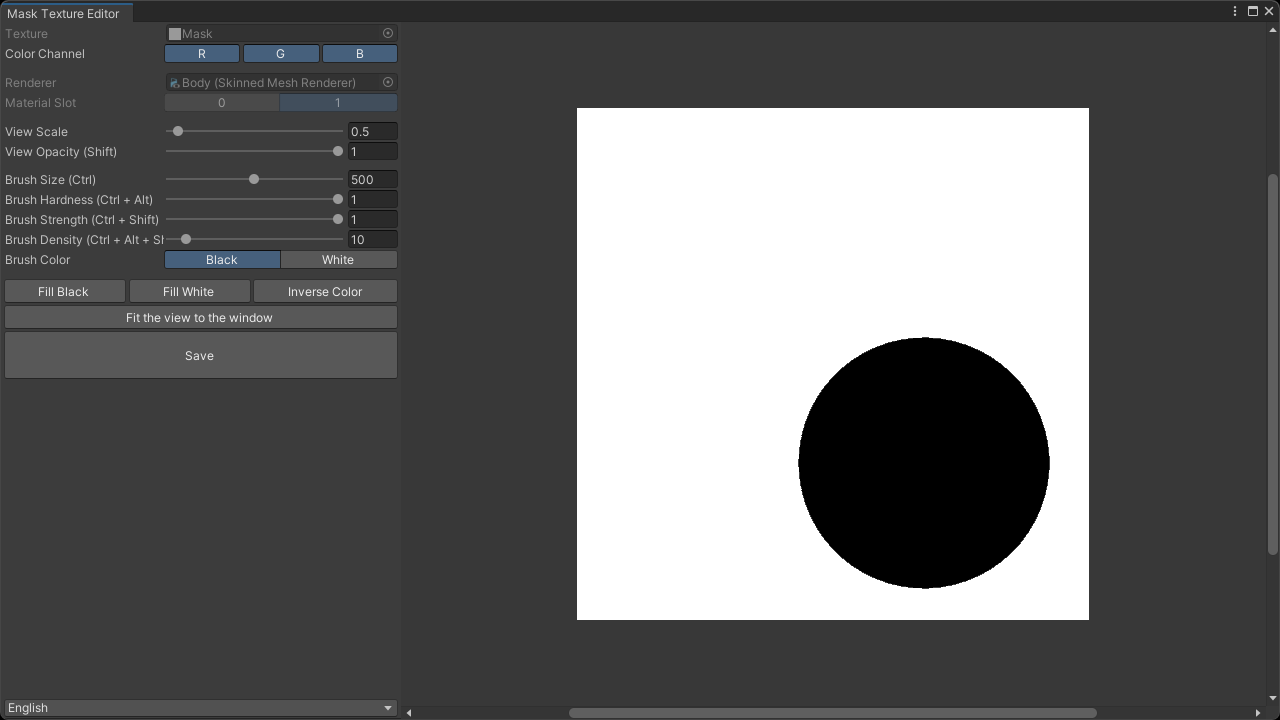 Mask Texture Editor
Texture Mask
Color Channel R G B
Renderer Body (Skinned Mesh Renderer)
Material Slot 0 1
View Scale 0.5
View Opacity (Shift) 1
Brush Size (Ctrl) 500
Brush Hardness (Ctrl + Alt) 1
Brush Strength (Ctrl + Shift) 1
Brush Density (Ctrl + Alt + Sh 10
Brush Color Black White
Fill Black Fill White Inverse Color
Fit the view to the window
Save
English